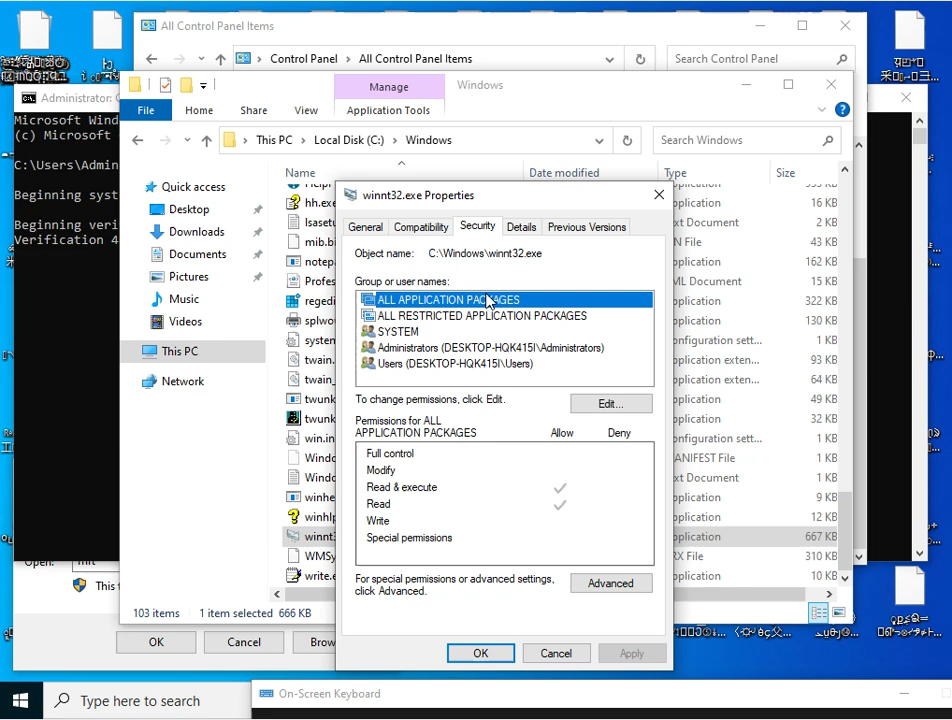 All Control Panel Items
Control Panel > All Control Panel Items
Search Control Panel
Administrator: C
Microsoft Wind
(c) Microsoft
C:\Users\Admin
Beginning syst
Beginning veri
Verification 4
Manage
Windows
File
Home
Share
View
Application Tools
This PC > Local Disk (C:) > Windows
Search Windows
Name
Date modified
Type
Size
Quick access
Desktop
Downloads
Documents
Pictures
Music
Videos
This PC
Network
hh.exe
16 KB
lsasetu
xt Document
2 KB
mib.bi
N File
43 KB
notep
pplication
162 KB
Profes
ML Document
15 KB
regedi
pplication
322 KB
splwo
pplication
130 KB
system
onfiguration sett...
1 KB
twain.
pplication exten...
93 KB
twain_
pplication exten...
64 KB
twunk
pplication
49 KB
twunk
pplication
32 KB
win.in
onfiguration sett...
1 KB
Windo
ANIFEST File
1 KB
Windo
xt Document
1 KB
winhe
pplication
9 KB
winhlp
pplication
12 KB
winnt3
pplication
667 KB
WMSy
RX File
310 KB
write.e
pplication
10 KB
103 items
1 item selected 666 KB
winnt32.exe Properties
General
Compatibility
Security
Details
Previous Versions
Object name: C:\Windows\winnt32.exe
Group or user names:
ALL APPLICATION PACKAGES
ALL RESTRICTED APPLICATION PACKAGES
SYSTEM
Administrators (DESKTOP-HQK415I\Administrators)
Users (DESKTOP-HQK415I\Users)
To change permissions, click Edit.
Edit...
Permissions for ALL
APPLICATION PACKAGES
Allow
Deny
Full control
Modify
Read & execute
Read
Write
Special permissions
For special permissions or advanced settings,
click Advanced.
Advanced
OK
Cancel
Apply
Open:
This t
OK
Cancel
Brow
Type here to search
On-Screen Keyboard